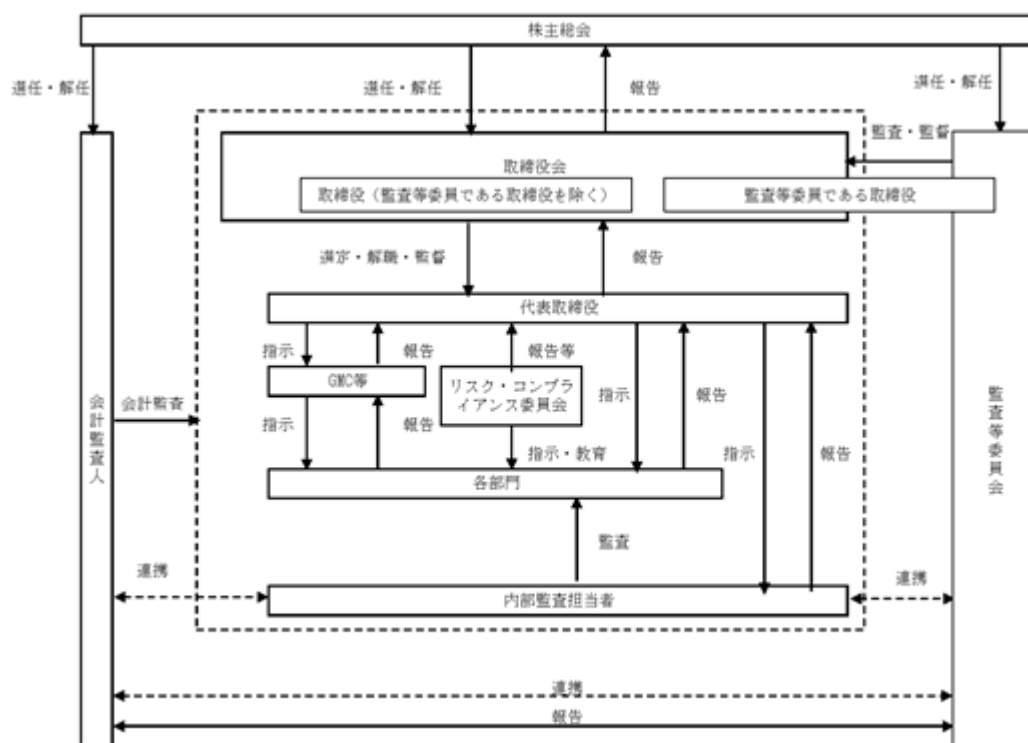 株主総会
選任・解任
選任・解任
報告
選任・解任
監査・監督
取締役会
取締役（監査等委員である取締役を除く）
監査等委員である取締役
選定・解職・監督
報告
代表取締役
指示
報告
報告等
GMC等
リスク・コンプラ
イアンス委員会
指示
報告
会計監査人
会計監査
監査等委員会
指示
報告
指示・教育
指示
報告
各部門
監査
連携
連携
内部監査担当者
連携
報告